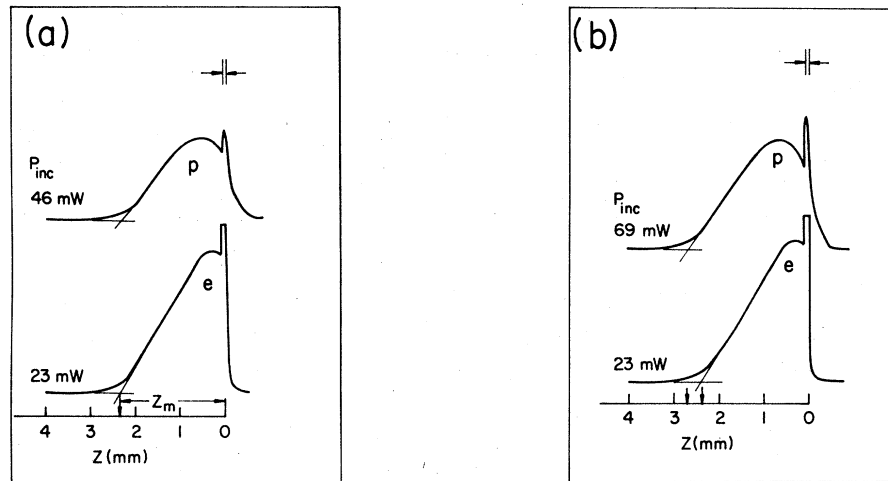 (a)
p
P_inc
46 mW
e
23 mW
Z_m
4 3 2 1 0
Z (mm)
(b)
p
P_inc
69 mW
e
23 mW
4 3 2 1 0
Z (mm)